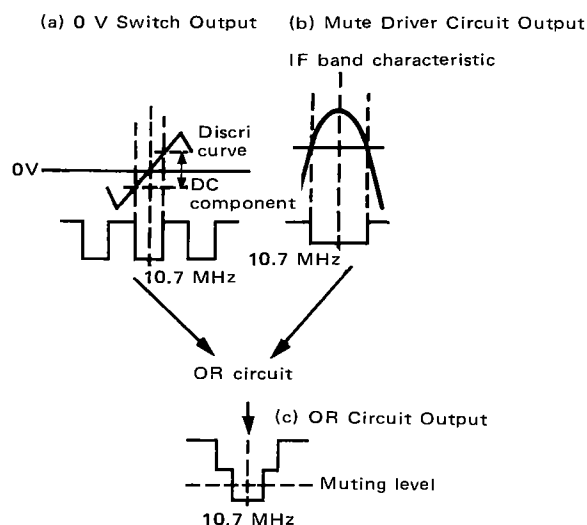 (a) 0 V Switch Output
(b) Mute Driver Circuit Output
IF band characteristic
Discri
curve
0V
DC
component
10.7 MHz
10.7 MHz
OR circuit
(c) OR Circuit Output
Muting level
10.7 MHz